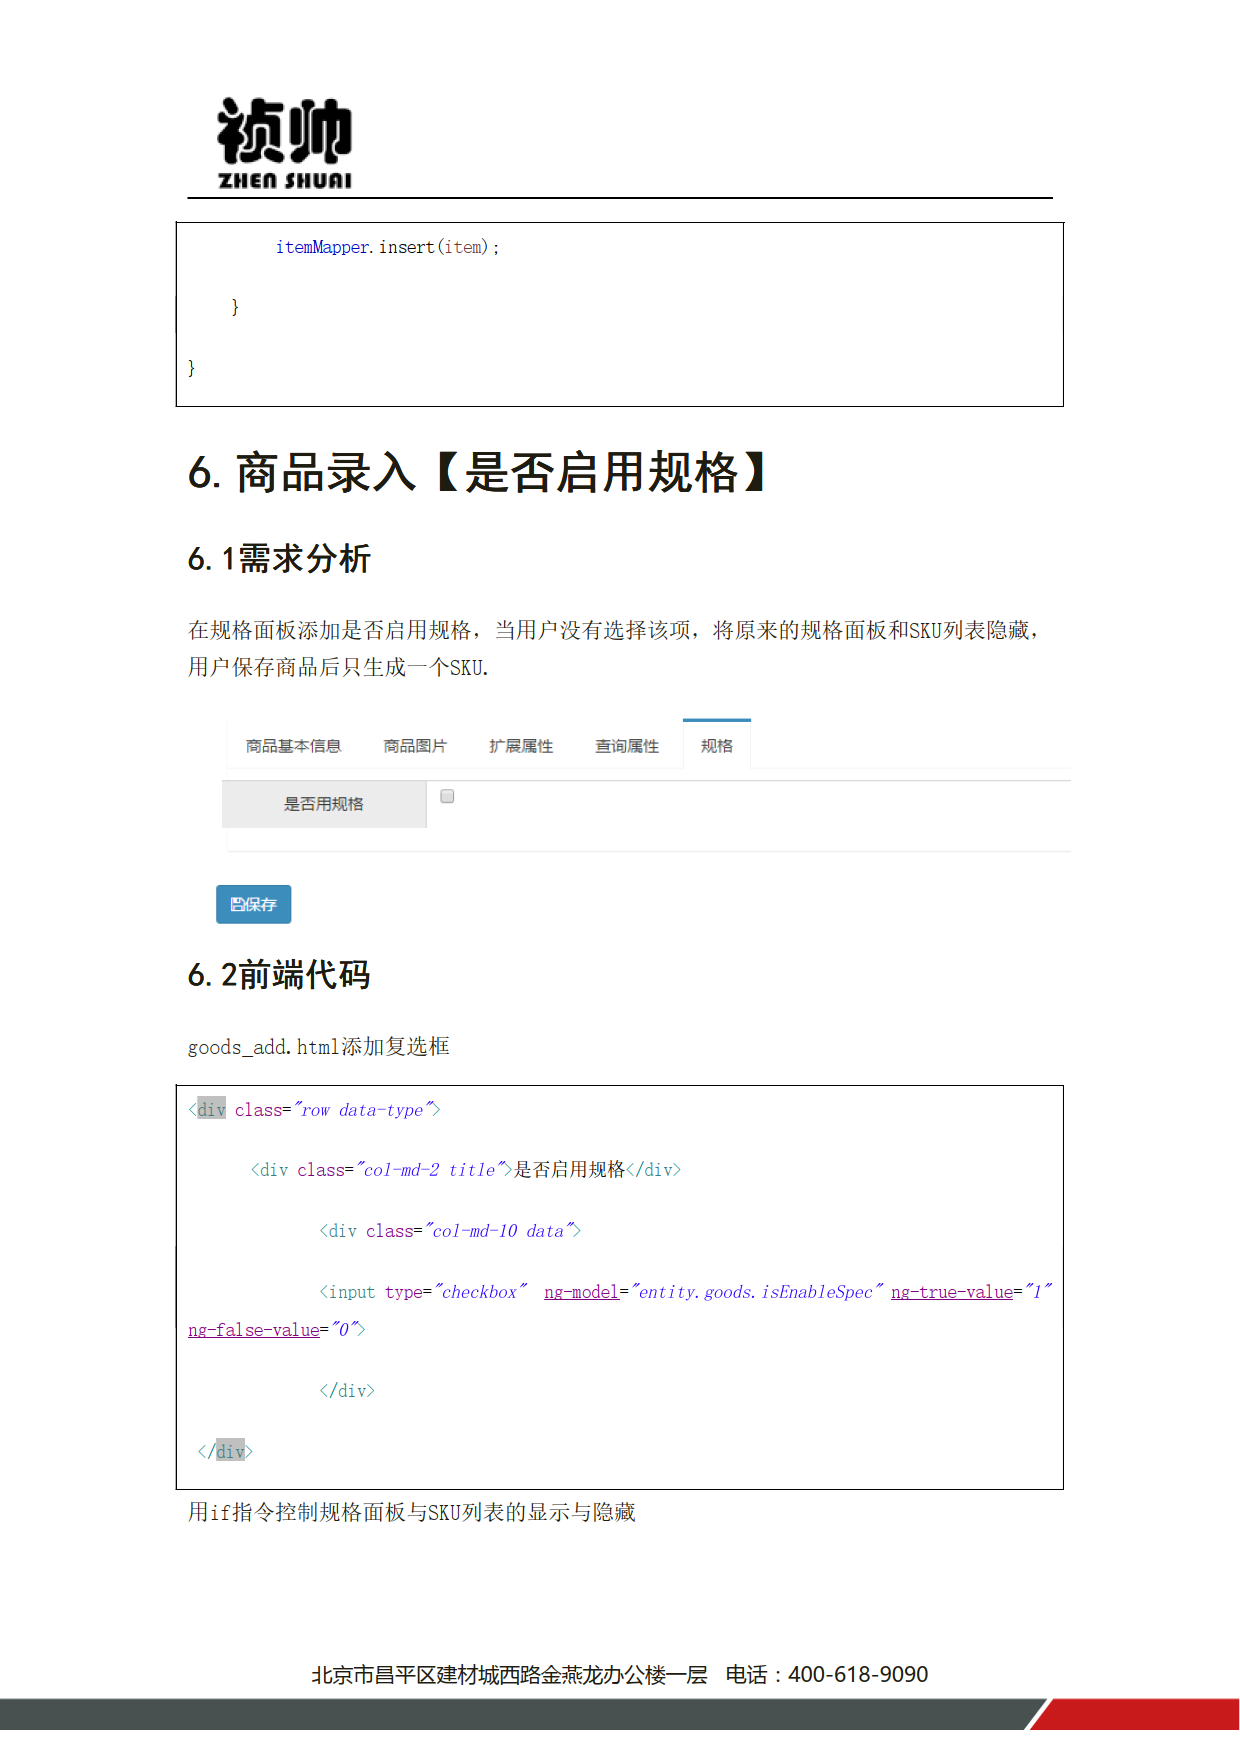 祯帅
ZHEN SHUAI
itemMapper.insert(item);
}
}
6.商品录入【是否启用规格】
6.1需求分析
在规格面板添加是否启用规格，当用户没有选择该项，将原来的规格面板和SKU列表隐藏，
用户保存商品后只生成一个SKU.
商品基本信息 商品图片 扩展属性 查询属性 规格
是否用规格
保存
6.2前端代码
goods_add.html添加复选框
<div class="row data-type">
<div class="col-md-2 title">是否启用规格</div>
<div class="col-md-10 data">
<input type="checkbox" ng-model="entity.goods.isEnableSpec" ng-true-value="1"
ng-false-value="0">
</div>
</div>
用if指令控制规格面板与SKU列表的显示与隐藏
北京市昌平区建材城西路金燕龙办公楼一层 电话：400-618-9090